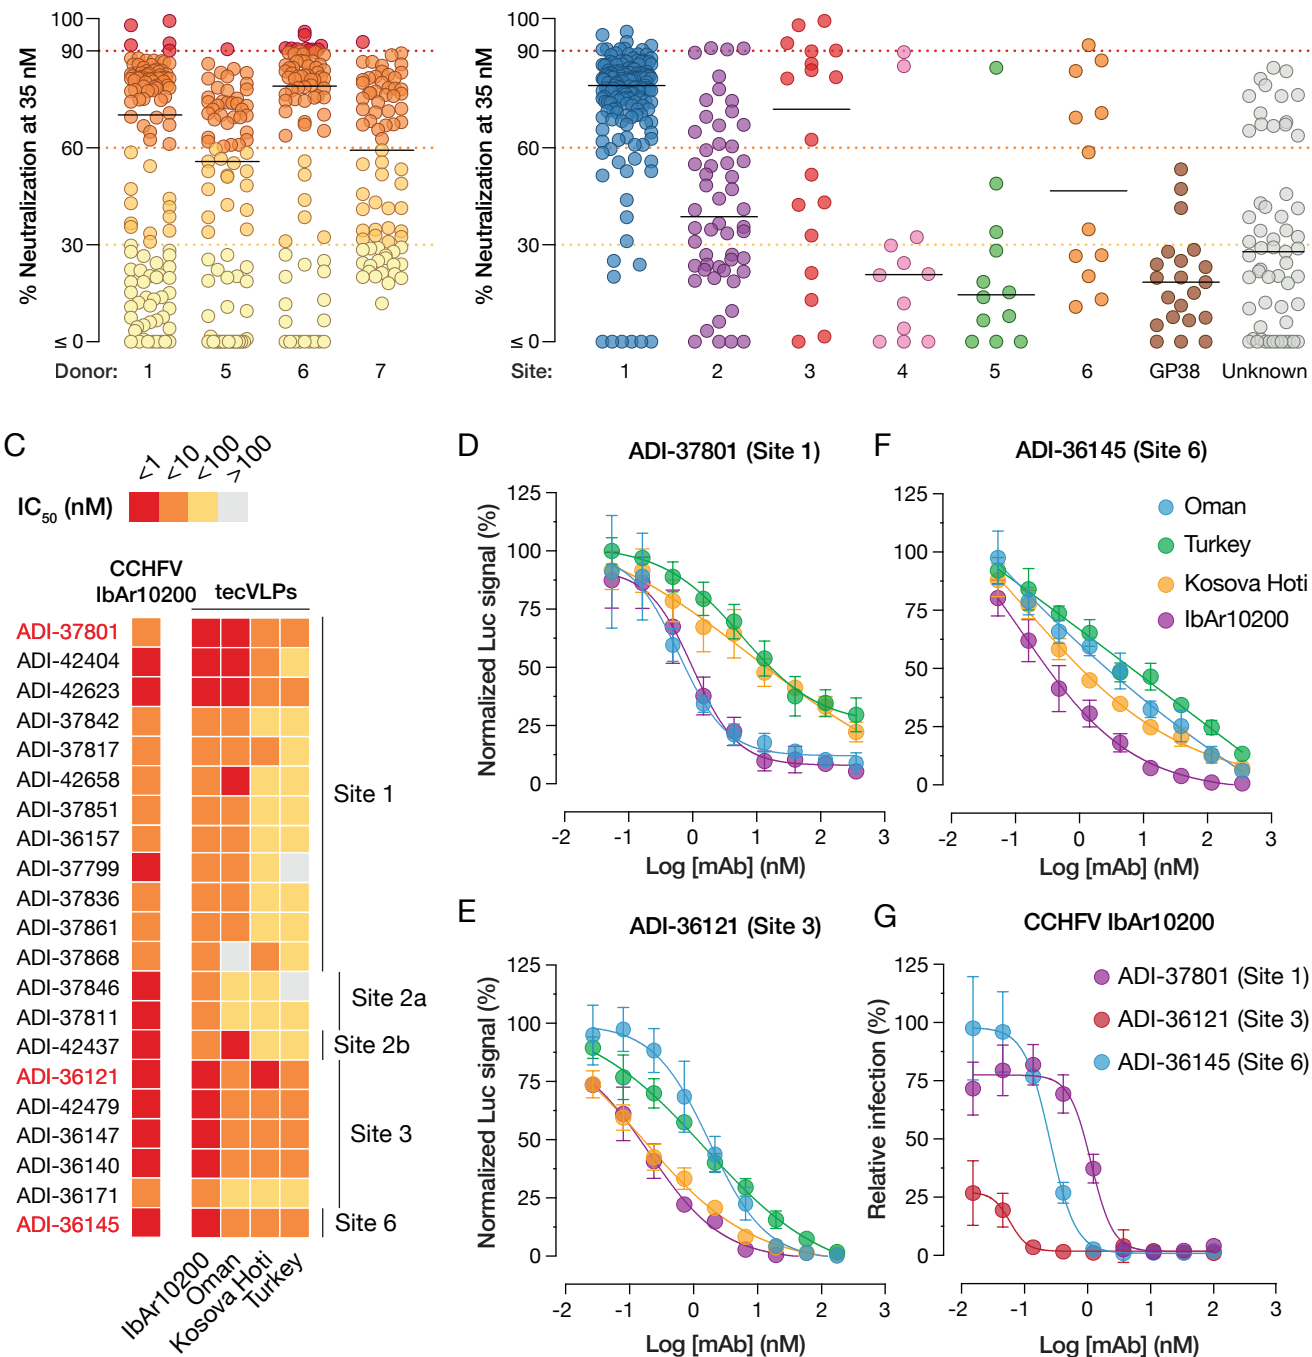 % Neutralization at 35 nM
100
90
60
30
≤ 0
Donor: 1 5 6 7
% Neutralization at 35 nM
100
90
60
30
≤ 0
Site: 1 2 3 4 5 6 GP38 Unknown
C
<1 <10 <100 >100
IC50 (nM)
CCHFV
IbAr10200 tecVLPs
ADI-37801
ADI-42404
ADI-42623
ADI-37842
ADI-37817
ADI-42658
ADI-37851
ADI-36157
ADI-37799
ADI-37836
ADI-37861
ADI-37868
ADI-37846
ADI-37811
ADI-42437
ADI-36121
ADI-42479
ADI-36147
ADI-36140
ADI-36171
ADI-36145
Site 1
Site 2a
Site 2b
Site 3
Site 6
IbAr10200
Oman
Kosova Hoti
Turkey
D
ADI-37801 (Site 1)
Normalized Luc signal (%)
125
100
75
50
25
0
-2 -1 0 1 2 3
Log [mAb] (nM)
F
ADI-36145 (Site 6)
125
100
75
50
25
0
-2 -1 0 1 2 3
Log [mAb] (nM)
Oman
Turkey
Kosova Hoti
IbAr10200
E
ADI-36121 (Site 3)
Normalized Luc signal (%)
125
100
75
50
25
0
-2 -1 0 1 2 3
Log [mAb] (nM)
G
CCHFV IbAr10200
Relative infection (%)
125
100
75
50
25
0
-2 -1 0 1 2 3
Log [mAb] (nM)
ADI-37801 (Site 1)
ADI-36121 (Site 3)
ADI-36145 (Site 6)